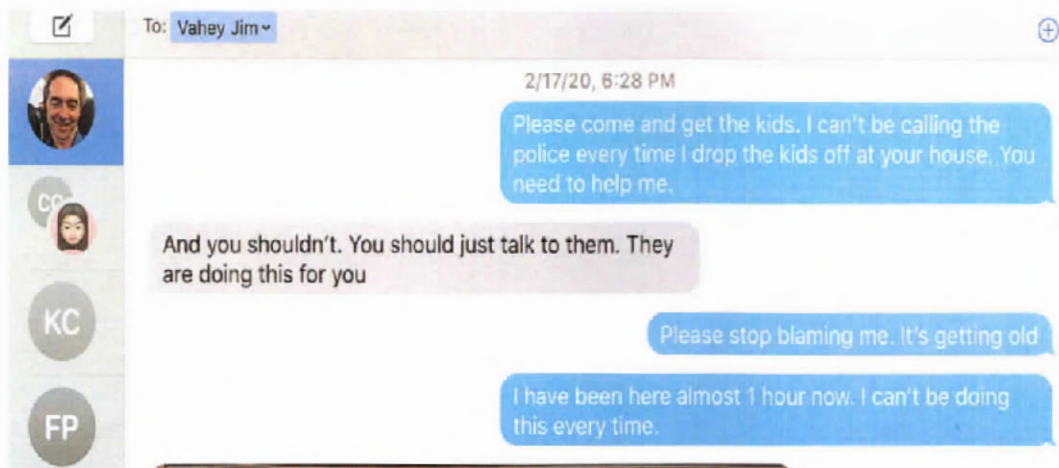 To: Vahey Jim
2/17/20, 6:28 PM
Please come and get the kids. I can't be calling the
police every time I drop the kids off at your house. You
need to help me.
CC
And you shouldn't. You should just talk to them. They
are doing this for you
KC
Please stop blaming me. It's getting old
I have been here almost 1 hour now. I can't be doing
this every time.
FP